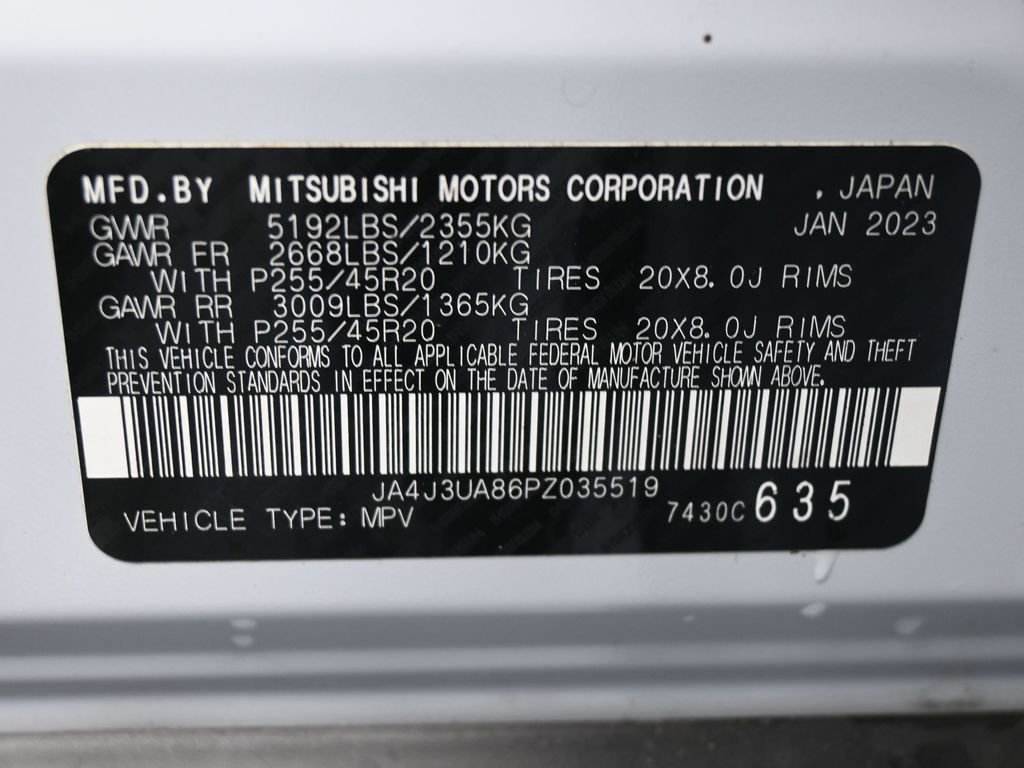 MFD.BY MITSUBISHI MOTORS CORPORATION , JAPAN
GVWR 5192LBS/2355KG JAN 2023
GAWR FR 2668LBS/1210KG
WITH P255/45R20 TIRES 20X8.0J RIMS
GAWR RR 3009LBS/1365KG
WITH P255/45R20 TIRES 20X8.0J RIMS
THIS VEHICLE CONFORMS TO ALL APPLICABLE FEDERAL MOTOR VEHICLE SAFETY AND THEFT
PREVENTION STANDARDS IN EFFECT ON THE DATE OF MANUFACTURE SHOWN ABOVE.
JA4J3UA86PZ035519
VEHICLE TYPE: MPV 7430C 635